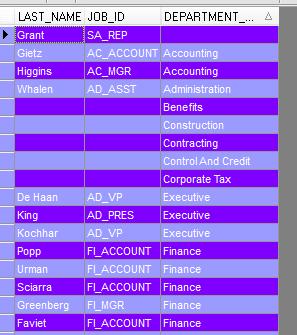 LAST_NAME JOB_ID DEPARTMENT_...
Grant SA_REP
Gietz AC_ACCOUNT Accounting
Higgins AC_MGR Accounting
Whalen AD_ASST Administration
Benefits
Construction
Contracting
Control And Credit
Corporate Tax
De Haan AD_VP Executive
King AD_PRES Executive
Kochhar AD_VP Executive
Popp FI_ACCOUNT Finance
Urman FI_ACCOUNT Finance
Sciarra FI_ACCOUNT Finance
Greenberg FI_MGR Finance
Faviet FI_ACCOUNT Finance